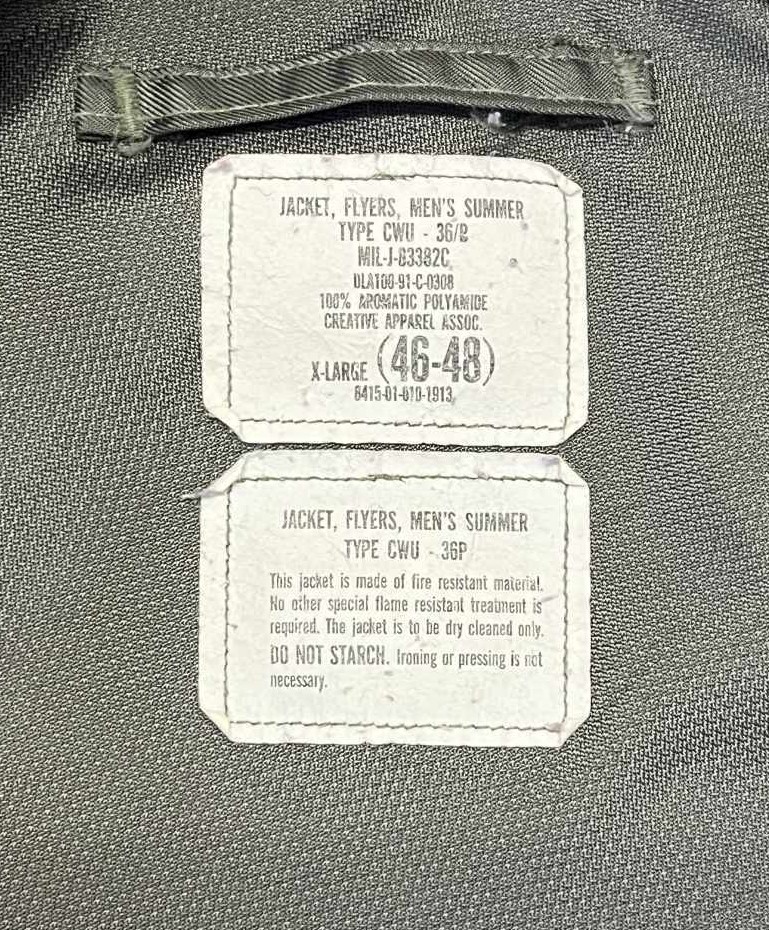 JACKET, FLYERS, MEN'S SUMMER
TYPE CWU - 36/P
MIL-J-83382C
DLA100-91-C-0308
100% AROMATIC POLYAMIDE
CREATIVE APPAREL ASSOC.
X-LARGE (46-48)
8415-01-010-1913
JACKET, FLYERS, MEN'S SUMMER
TYPE CWU - 36P
This jacket is made of fire resistant material.
No other special flame resistant treatment is
required. The jacket is to be dry cleaned only.
DO NOT STARCH. Ironing or pressing is not
necessary.